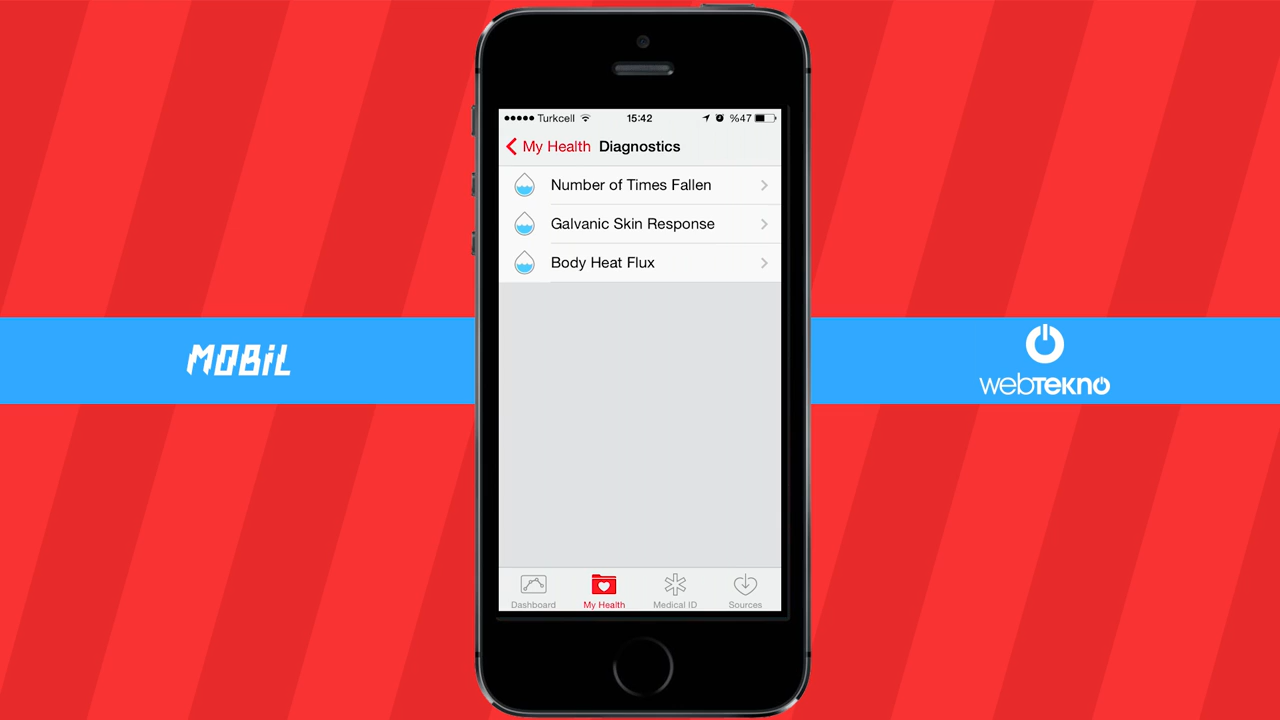 Turkcell 15:42 %47
My Health Diagnostics
Number of Times Fallen
Galvanic Skin Response
Body Heat Flux
MOBiL
webTEKNO
Dashboard My Health Medical ID Sources